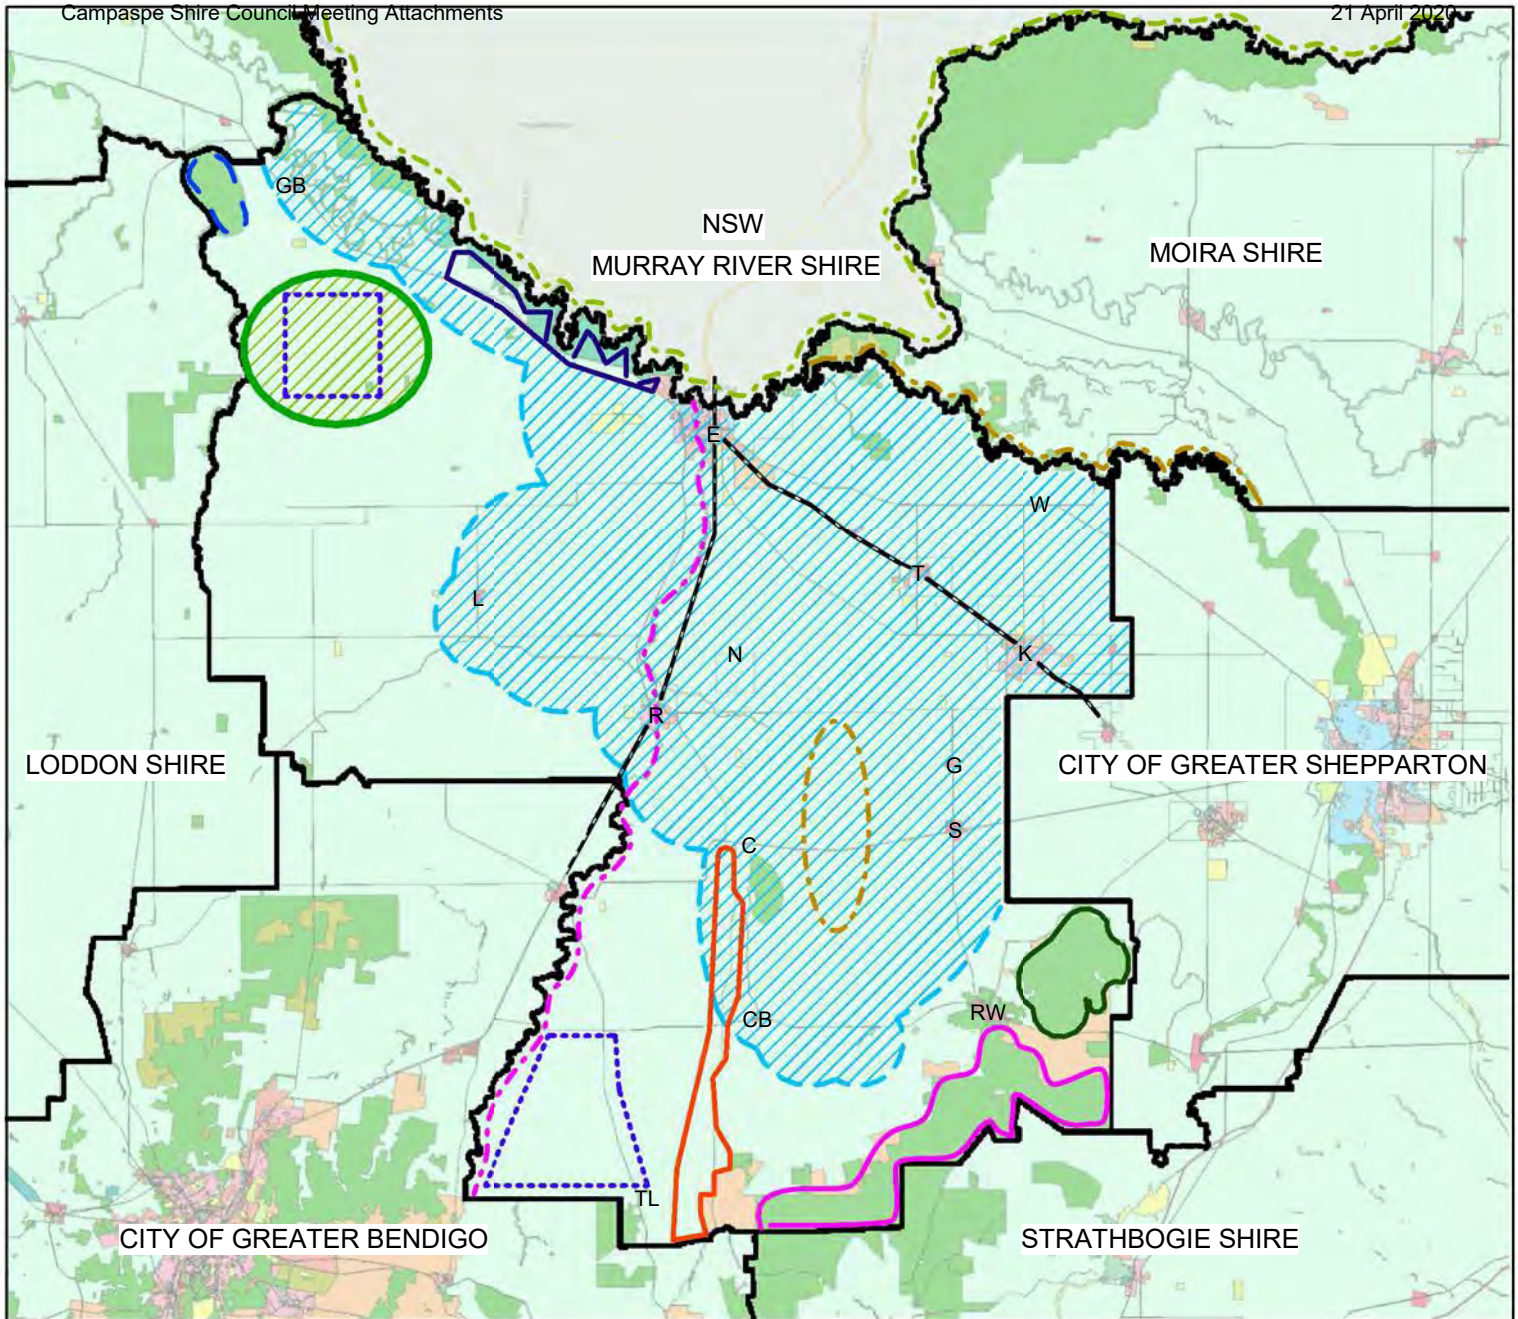 Campaspe Shire Council Meeting Attachments
21 April 2020
GB
NSW
MURRAY RIVER SHIRE
MOIRA SHIRE
E
W
T
L
N
K
R
LODDON SHIRE
G
CITY OF GREATER SHEPPARTON
S
C
RW
CB
TL
CITY OF GREATER BENDIGO
STRATHBOGIE SHIRE